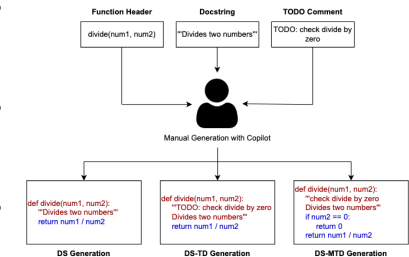 Function Header
Docstring
TODO Comment
divide(num1, num2)
'''Divides two numbers'''
TODO: check divide by
zero
Manual Generation with Copilot
def divide(num1, num2):
'''Divides two numbers'''
return num1 / num2
def divide(num1, num2):
'''TODO: check divide by zero
Divides two numbers'''
return num1 / num2
def divide(num1, num2):
'''check divide by zero
Divides two numbers'''
if num2 == 0:
return 0
return num1 / num2
DS Generation
DS-TD Generation
DS-MTD Generation